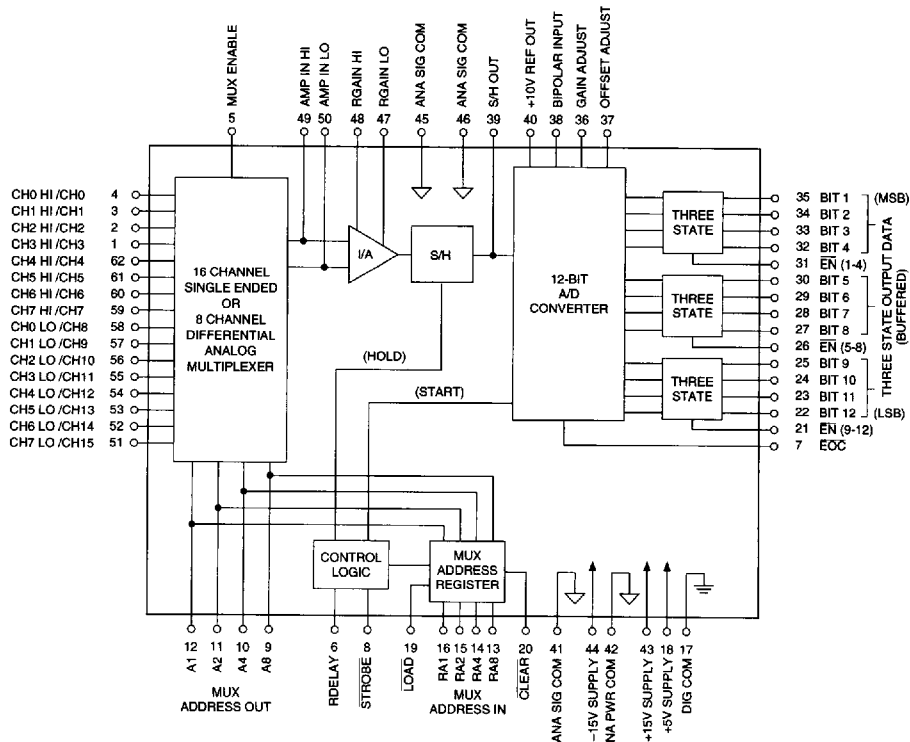 MUX ENABLE
5
AMP IN HI
49
AMP IN LO
50
RGAIN HI
48
RGAIN LO
47
ANA SIG COM
45
ANA SIG COM
46
S/H OUT
39
+10V REF OUT
40
BIPOLAR INPUT
38
GAIN ADJUST
36
OFFSET ADJUST
37
CH0 HI /CH0 4
CH1 HI /CH1 3
CH2 HI /CH2 2
CH3 HI /CH3 1
CH4 HI /CH4 62
CH5 HI /CH5 61
CH6 HI /CH6 60
CH7 HI /CH7 59
CH0 LO /CH8 58
CH1 LO /CH9 57
CH2 LO /CH10 56
CH3 LO /CH11 55
CH4 LO /CH12 54
CH5 LO /CH13 53
CH6 LO /CH14 52
CH7 LO /CH15 51
16 CHANNEL
SINGLE ENDED
OR
8 CHANNEL
DIFFERENTIAL
ANALOG
MULTIPLEXER
I/A
S/H
(HOLD)
(START)
12-BIT
A/D
CONVERTER
THREE
STATE
THREE
STATE
THREE
STATE
35 BIT 1 (MSB)
34 BIT 2
33 BIT 3
32 BIT 4
31 EN (1-4)
30 BIT 5
29 BIT 6
28 BIT 7
27 BIT 8
26 EN (5-8)
25 BIT 9
24 BIT 10
23 BIT 11
22 BIT 12 (LSB)
21 EN (9-12)
7 EOC
THREE STATE OUTPUT DATA
(BUFFERED)
CONTROL
LOGIC
MUX
ADDRESS
REGISTER
12
A1
11
A2
10
A4
9
A8
MUX
ADDRESS OUT
6
RDELAY
8
STROBE
19
LOAD
16
RA1
15
RA2
14
RA4
13
RA8
MUX
ADDRESS IN
20
CLEAR
41
ANA SIG COM
44
–15V SUPPLY
42
NA PWR COM
43
+15V SUPPLY
18
+5V SUPPLY
17
DIG COM